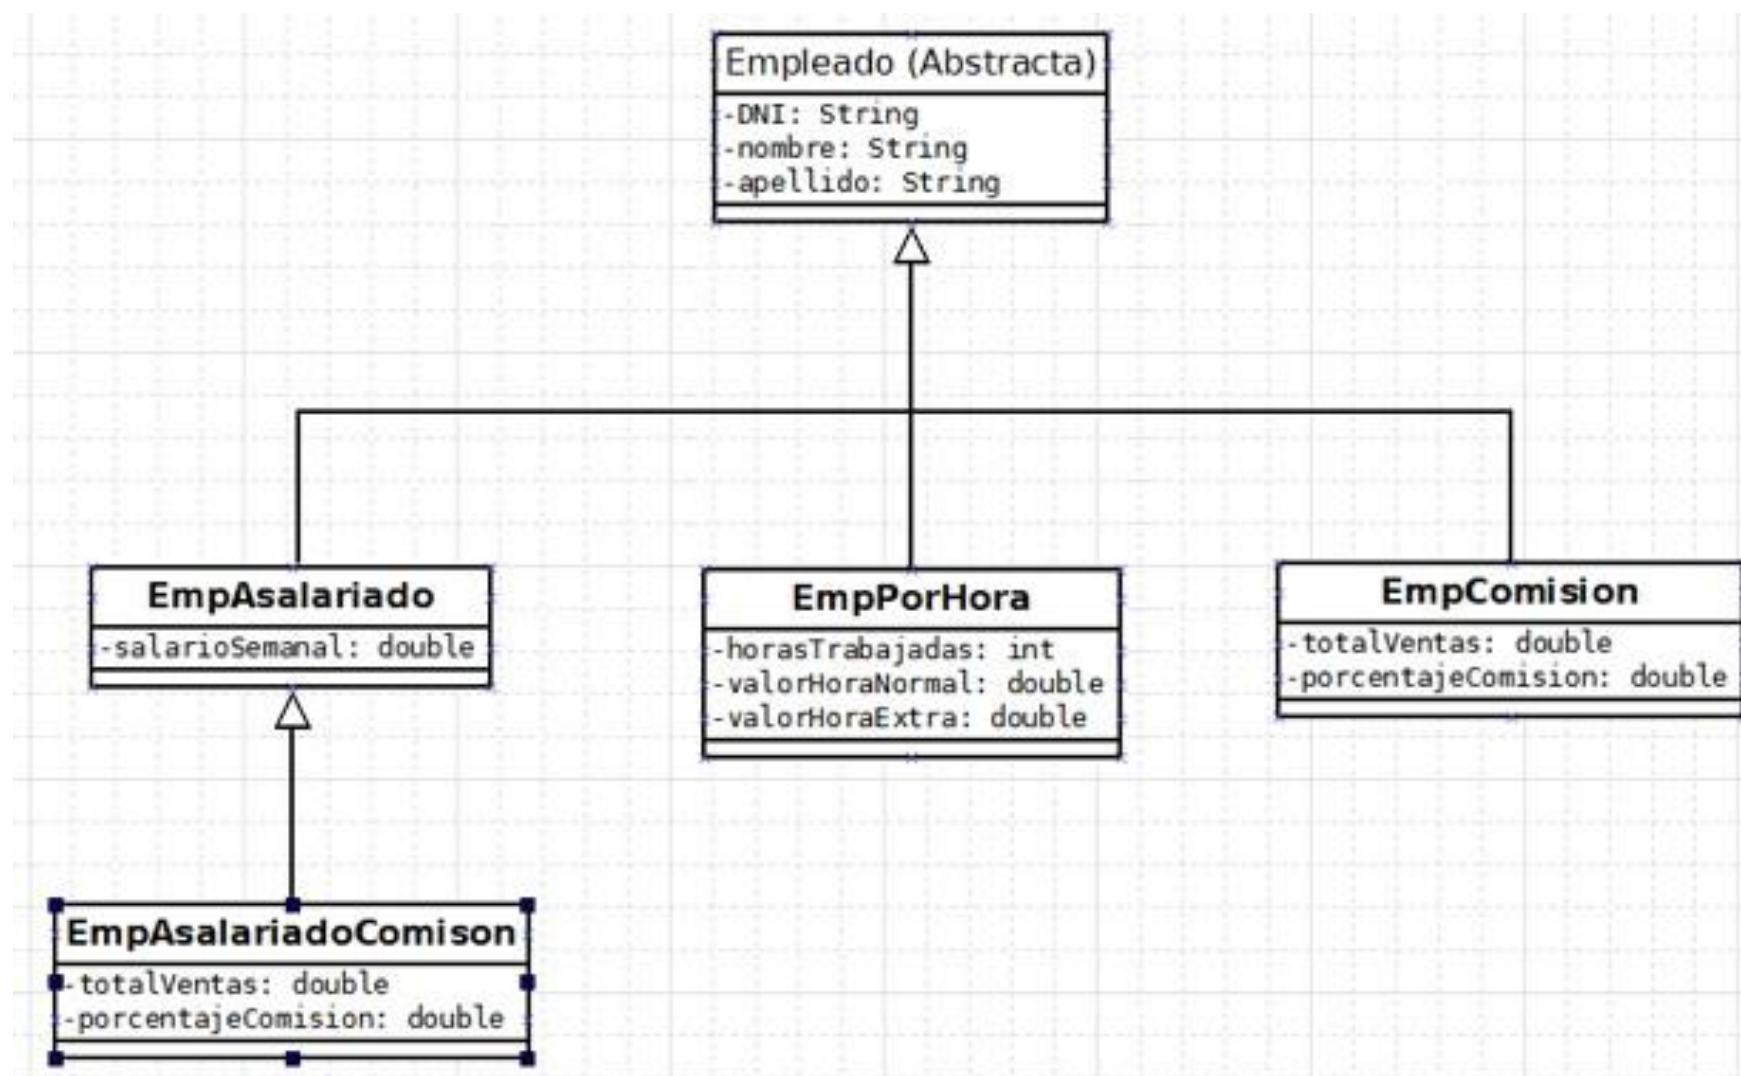 Empleado (Abstracta)
-DNI: String
-nombre: String
-apellido: String
EmpAsalariado
-salarioSemanal: double
EmpPorHora
-horasTrabajadas: int
-valorHoraNormal: double
-valorHoraExtra: double
EmpComision
-totalVentas: double
-porcentajeComision: double
EmpAsalariadoComison
-totalVentas: double
-porcentajeComision: double